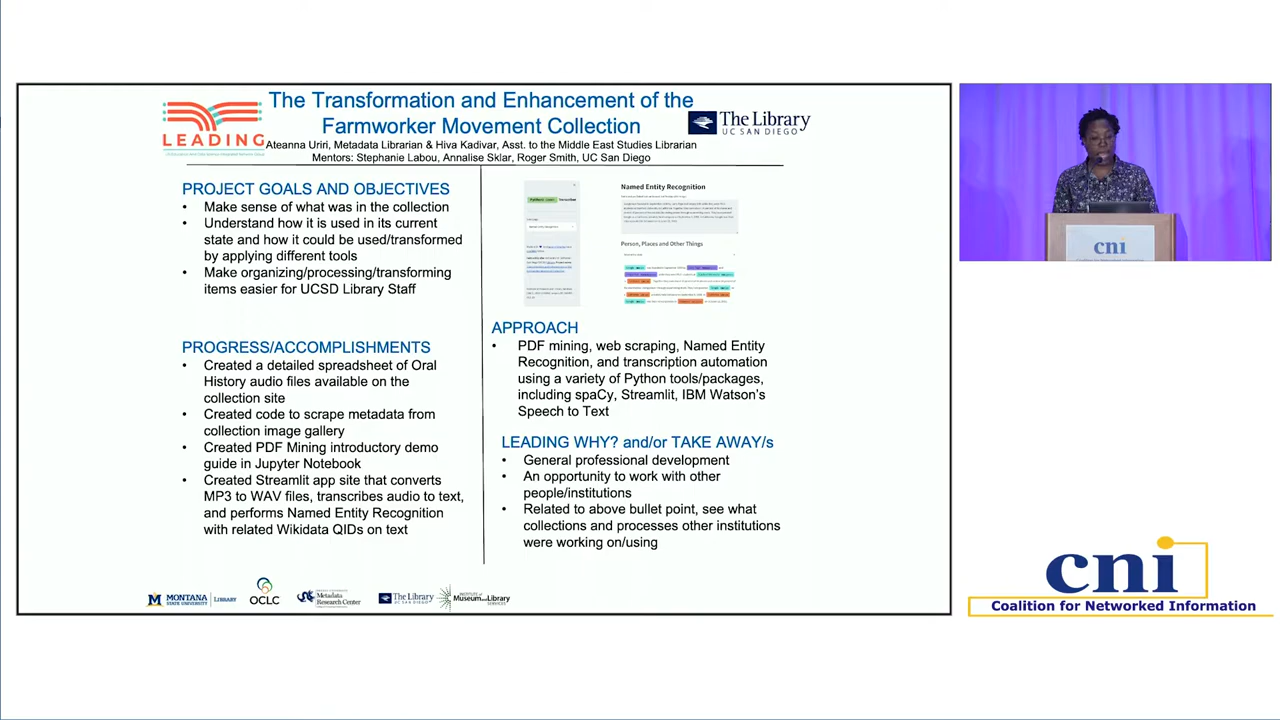 The Transformation and Enhancement of the
Farmworker Movement Collection
LEADING
The Library
UC SAN DIEGO
Ateanna Uriri, Metadata Librarian & Hiva Kadivar, Asst. to the Middle East Studies Librarian
Mentors: Stephanie Labou, Annalise Sklar, Roger Smith, UC San Diego
PROJECT GOALS AND OBJECTIVES
• Make sense of what was in the collection
• Understand how it is used in its current
state and how it could be used/transformed
by applying different tools
• Make organizing/processing/transforming
items easier for UCSD Library Staff
PROGRESS/ACCOMPLISHMENTS
• Created a detailed spreadsheet of Oral
History audio files available on the
collection site
• Created code to scrape metadata from
collection image gallery
• Created PDF Mining introductory demo
guide in Jupyter Notebook
• Created Streamlit app site that converts
MP3 to WAV files, transcribes audio to text,
and performs Named Entity Recognition
with related Wikidata QIDs on text
Named Entity Recognition
Person, Places and Other Things
APPROACH
• PDF mining, web scraping, Named Entity
Recognition, and transcription automation
using a variety of Python tools/packages,
including spaCy, Streamlit, IBM Watson's
Speech to Text
LEADING WHY? and/or TAKE AWAY/s
• General professional development
• An opportunity to work with other
people/institutions
• Related to above bullet point, see what
collections and processes other institutions
were working on/using
M MONTANA STATE UNIVERSITY LIBRARY
OCLC
Metadata Research Center
The Library
UC SAN DIEGO
INSTITUTE of Museum and Library SERVICES
cni
cni
Coalition for Networked Information